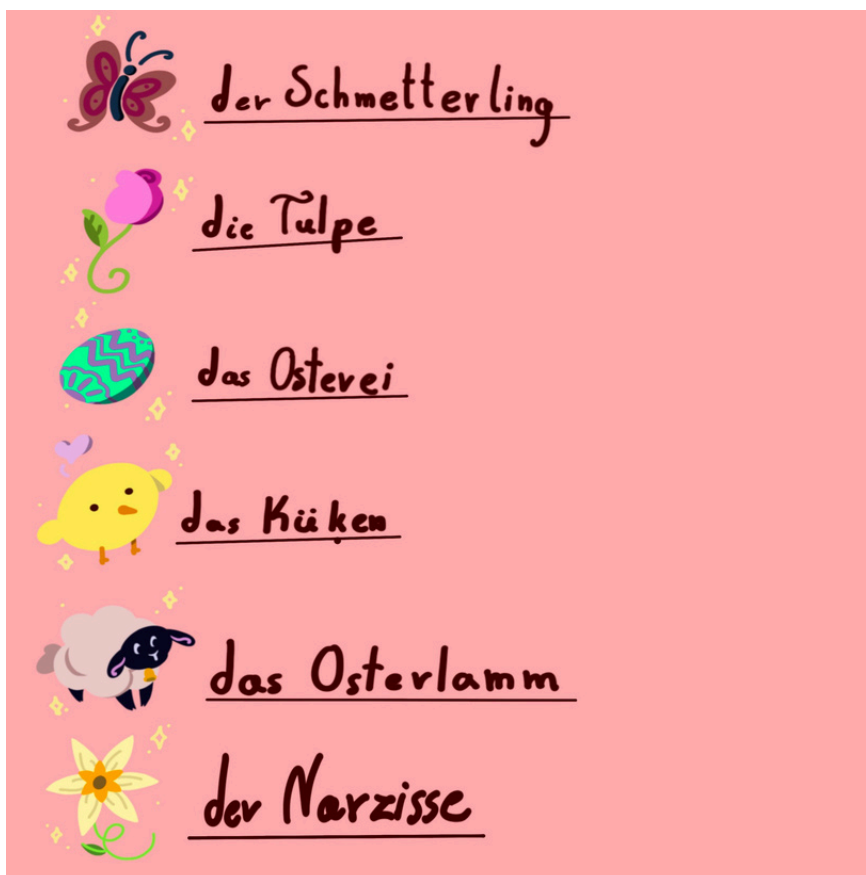 der Schmetterling
die Tulpe
das Osterei
das Küken
das Osterlamm
der Narzisse